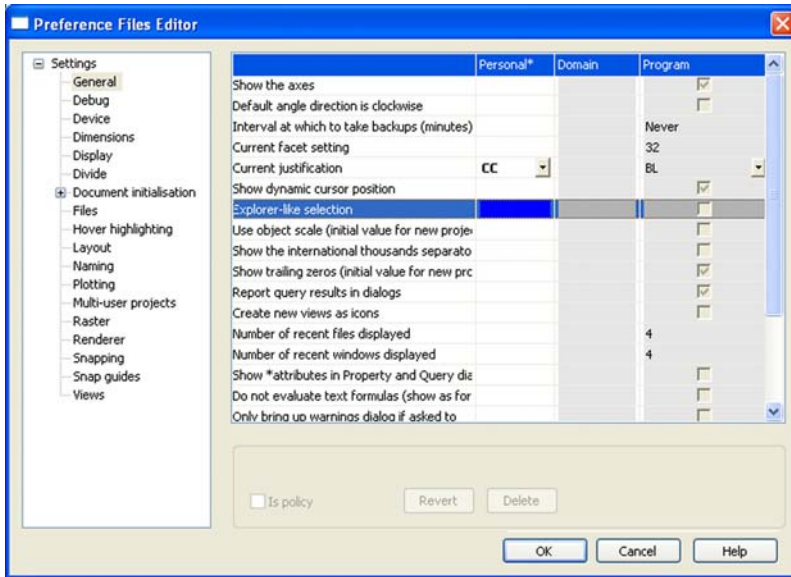 Preference Files Editor
Settings
General
Debug
Device
Dimensions
Display
Divide
Document initialisation
Files
Hover highlighting
Layout
Naming
Plotting
Multi-user projects
Raster
Renderer
Snapping
Snap guides
Views
Personal* Domain Program
Show the axes
Default angle direction is clockwise
Interval at which to take backups (minutes) Never
Current facet setting 32
Current justification CC BL
Show dynamic cursor position
Explorer-like selection
Use object scale (initial value for new projec
Show the international thousands separato
Show trailing zeros (initial value for new prc
Report query results in dialogs
Create new views as icons
Number of recent files displayed 4
Number of recent windows displayed 4
Show *attributes in Property and Query dia
Do not evaluate text formulas (show as for
Only bring up warnings dialog if asked to
Is policy Revert Delete
OK Cancel Help